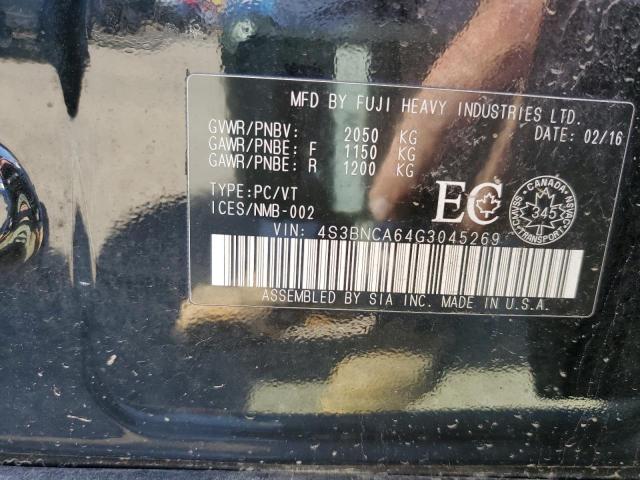 MFD BY FUJI HEAVY INDUSTRIES LTD.
GVWR/PNBV: 2050 KG DATE: 02/16
GAWR/PNBE: F 1150 KG
GAWR/PNBE: R 1200 KG
TYPE:PC/VT
ICES/NMB-002
EC
CANADA
CMVSS 345 NSVAC
TRANSPORT
VIN: 4S3BNCA64G3045269
ASSEMBLED BY SIA INC. MADE IN U.S.A.